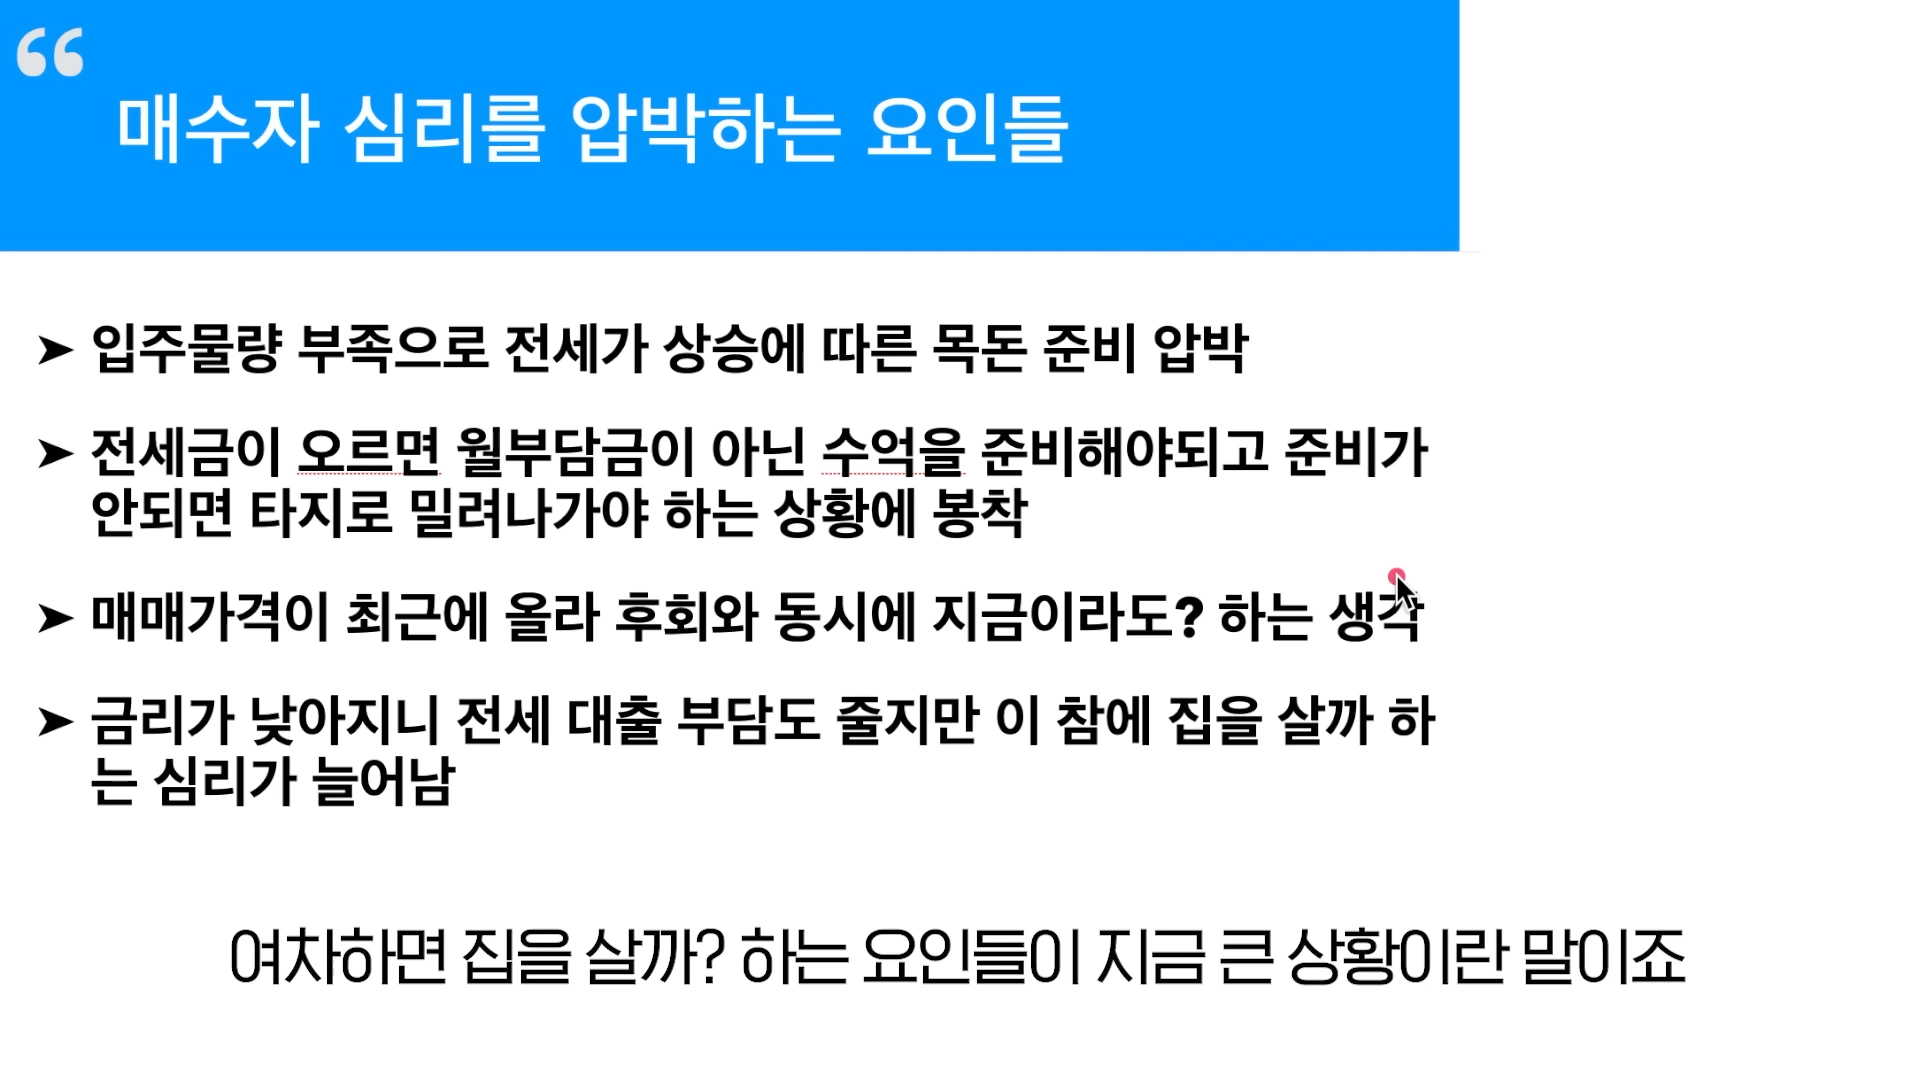 “
매수자 심리를 압박하는 요인들
➤ 입주물량 부족으로 전세가 상승에 따른 목돈 준비 압박
➤ 전세금이 오르면 월부담금이 아닌 수억을 준비해야되고 준비가
안되면 타지로 밀려나가야 하는 상황에 봉착
➤ 매매가격이 최근에 올라 후회와 동시에 지금이라도? 하는 생각
➤ 금리가 낮아지니 전세 대출 부담도 줄지만 이 참에 집을 살까 하
는 심리가 늘어남
여차하면 집을 살까? 하는 요인들이 지금 큰 상황이란 말이죠